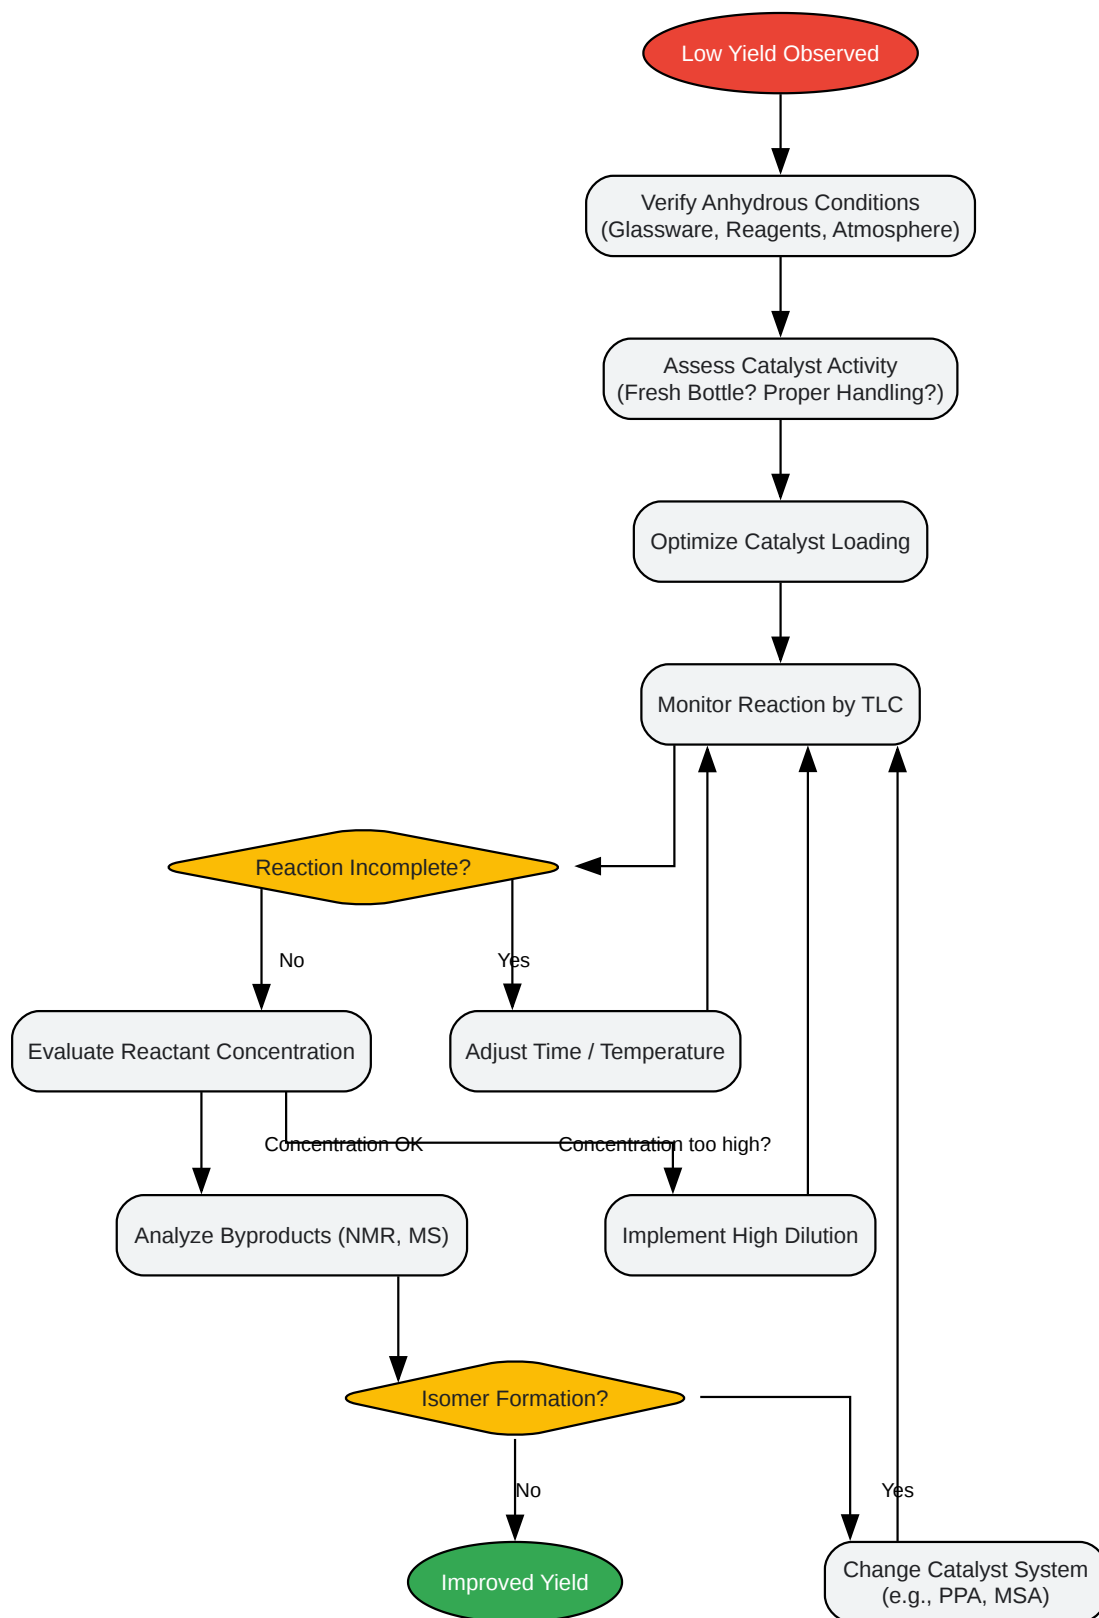 Low Yield Observed
Verify Anhydrous Conditions
(Glassware, Reagents, Atmosphere)
Assess Catalyst Activity
(Fresh Bottle? Proper Handling?)
Optimize Catalyst Loading
Monitor Reaction by TLC
Reaction Incomplete?
No
Yes
Evaluate Reactant Concentration
Adjust Time / Temperature
Concentration OK
Concentration too high?
Analyze Byproducts (NMR, MS)
Implement High Dilution
Isomer Formation?
No
Yes
Improved Yield
Change Catalyst System
(e.g., PPA, MSA)